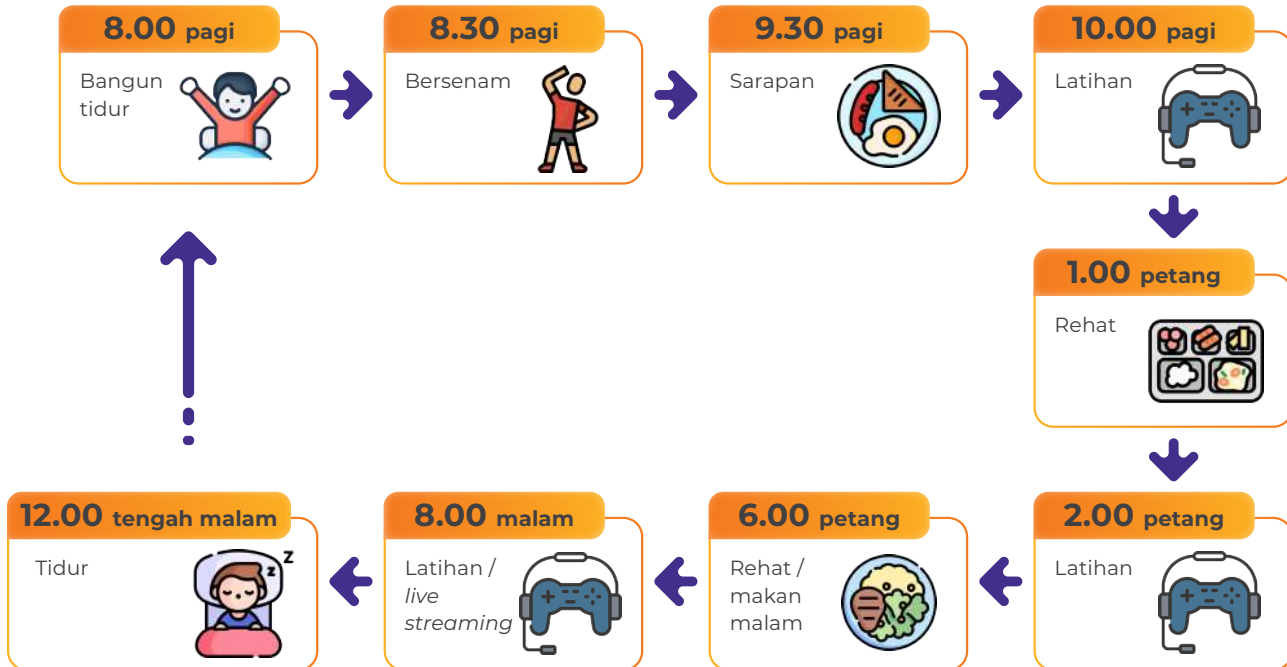 8.00 pagi
Bangun
tidur
8.30 pagi
Bersenam
9.30 pagi
Sarapan
10.00 pagi
Latihan
1.00 petang
Rehat
2.00 petang
Latihan
6.00 petang
Rehat /
makan
malam
8.00 malam
Latihan /
live
streaming
12.00 tengah malam
Tidur
z
Z